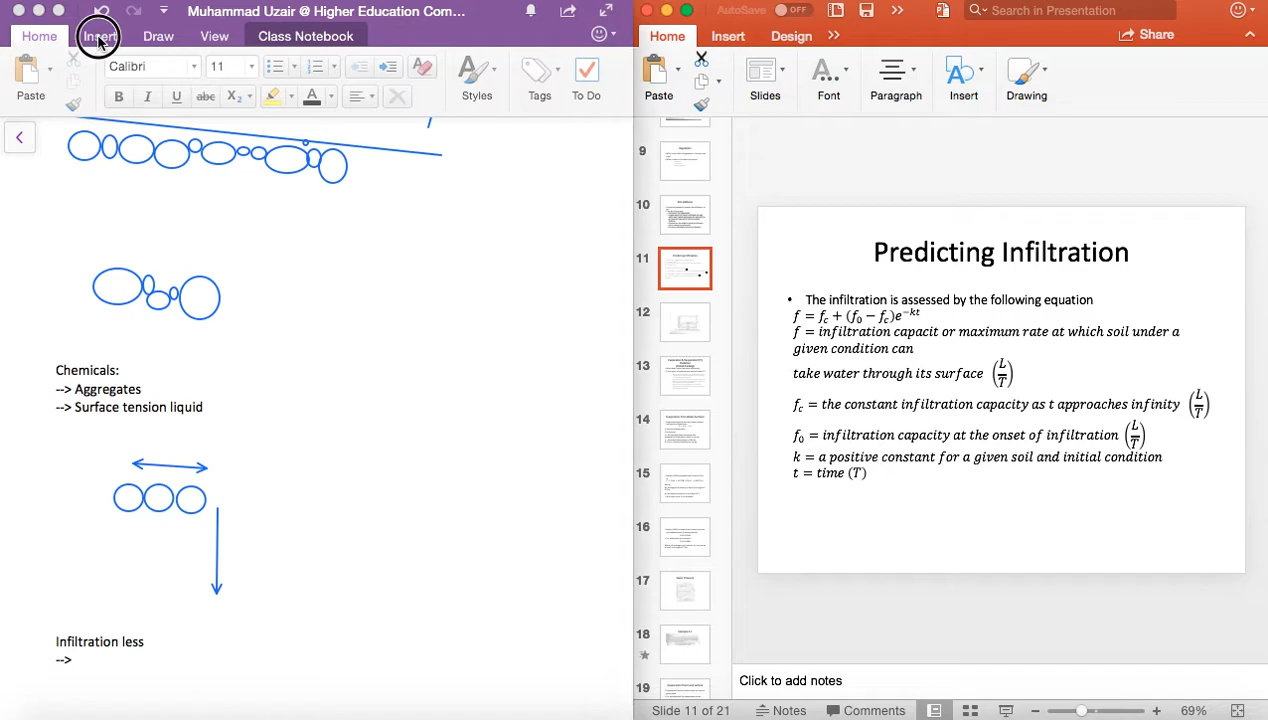 Muhammad Uzair @ Higher Education Com...
Home Insert Draw View Class Notebook
Paste
Calibri 11
B I U abc X₂ A
Styles Tags To Do
Chemicals:
--> Aggregates
--> Surface tension liquid
Infiltration less
-->
AutoSave OFF
Search in Presentation
Home Insert Design Share
Paste Slides Font Paragraph Insert Drawing
9
10
11
12
13
14
15
16
17
18
19
Predicting Infiltration
• The infiltration is assessed by the following equation
f = f_c + (f_0 − f_c)e^{−kt}
f = infiltration capacit or maximum rate at which soil under a
given condition can
take water through its surface (L/T)
f_c = the constant infiltration capacity as t approaches infinity (L/T)
f_0 = infiltration capacity at the onset of infiltration (L/T)
k = a positive constant for a given soil and initial condition
t = time (T)
Click to add notes
Slide 11 of 21 Notes Comments 69%